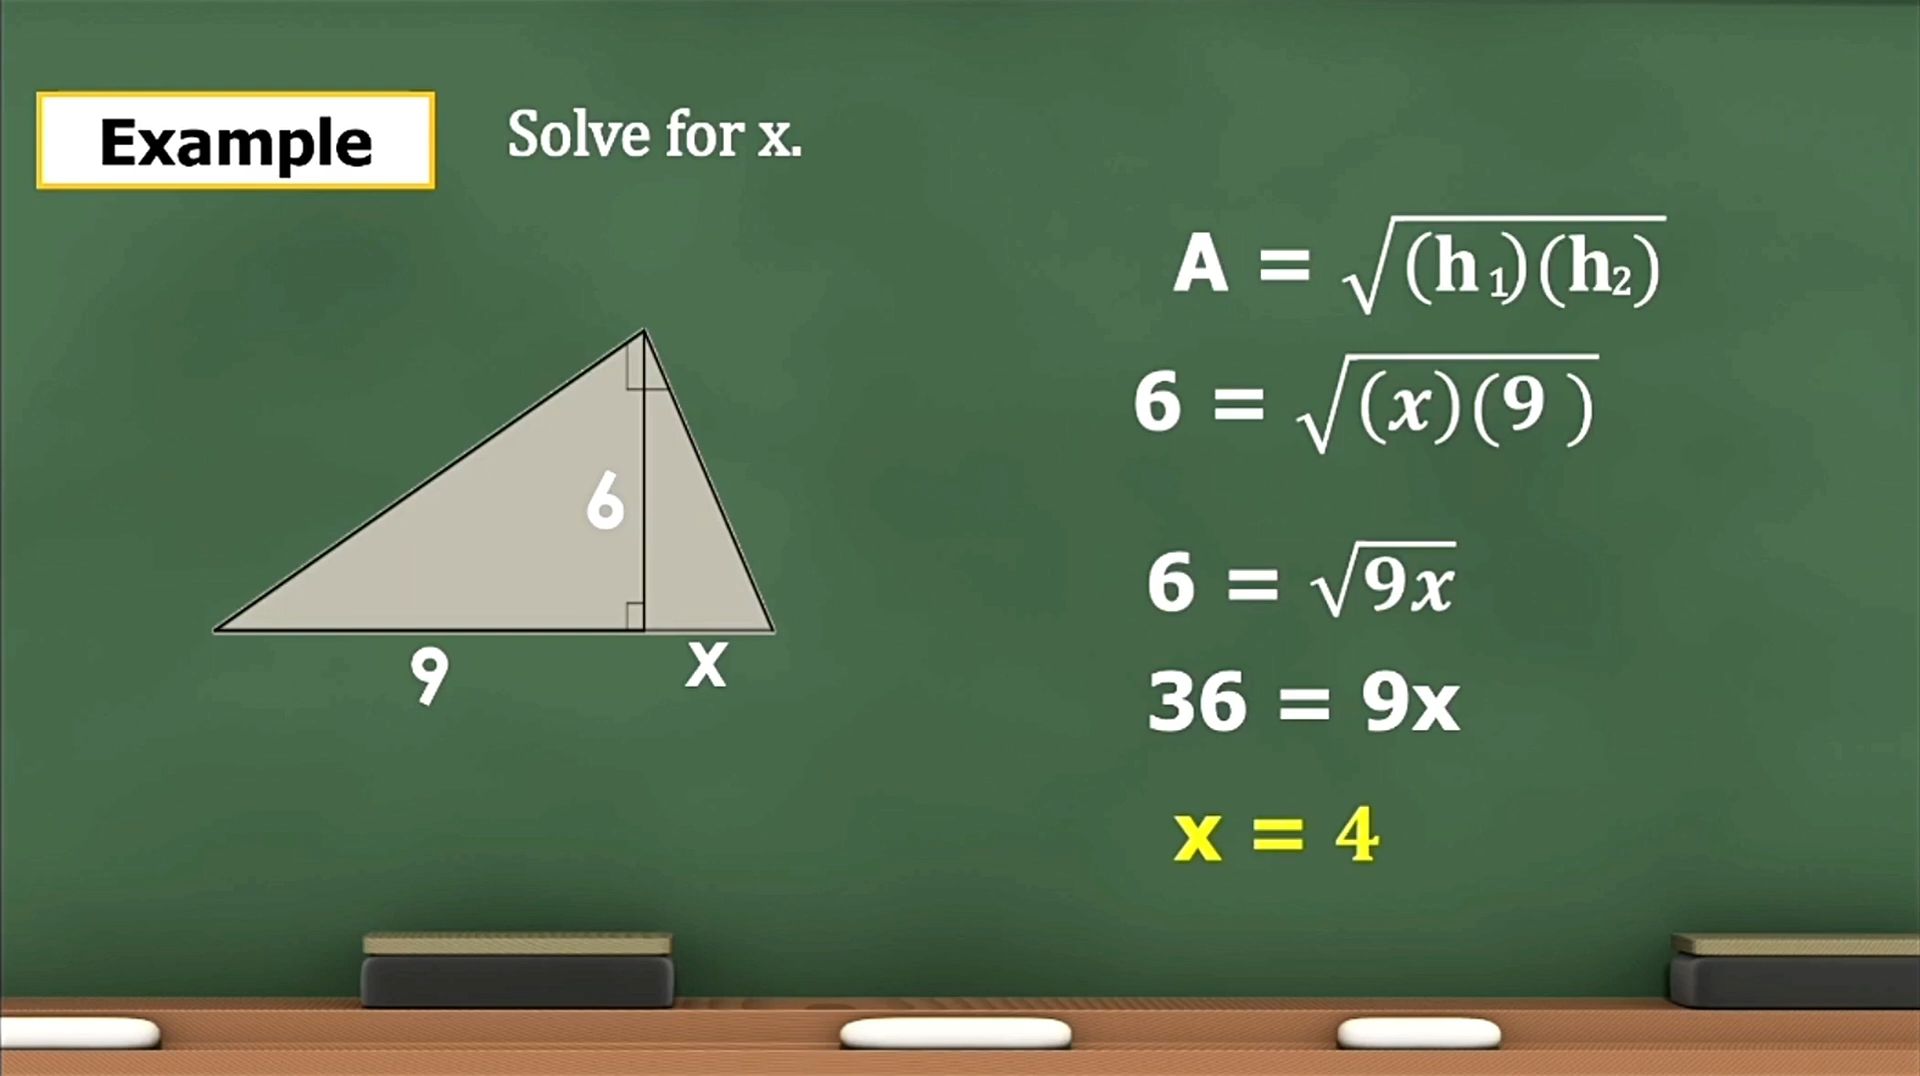 Example
Solve for x.
A = √(h₁)(h₂)
6 = √(x)(9 )
6
6 = √9x
9
x
36 = 9x
x = 4